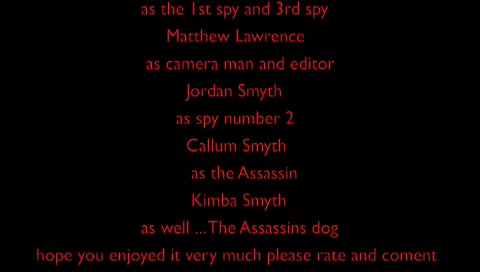 as the 1st spy and 3rd spy
Matthew Lawrence
as camera man and editor
Jordan Smyth
as spy number 2
Callum Smyth
as the Assassin
Kimba Smyth
as well ...The Assassins dog
hope you enjoyed it very much please rate and coment